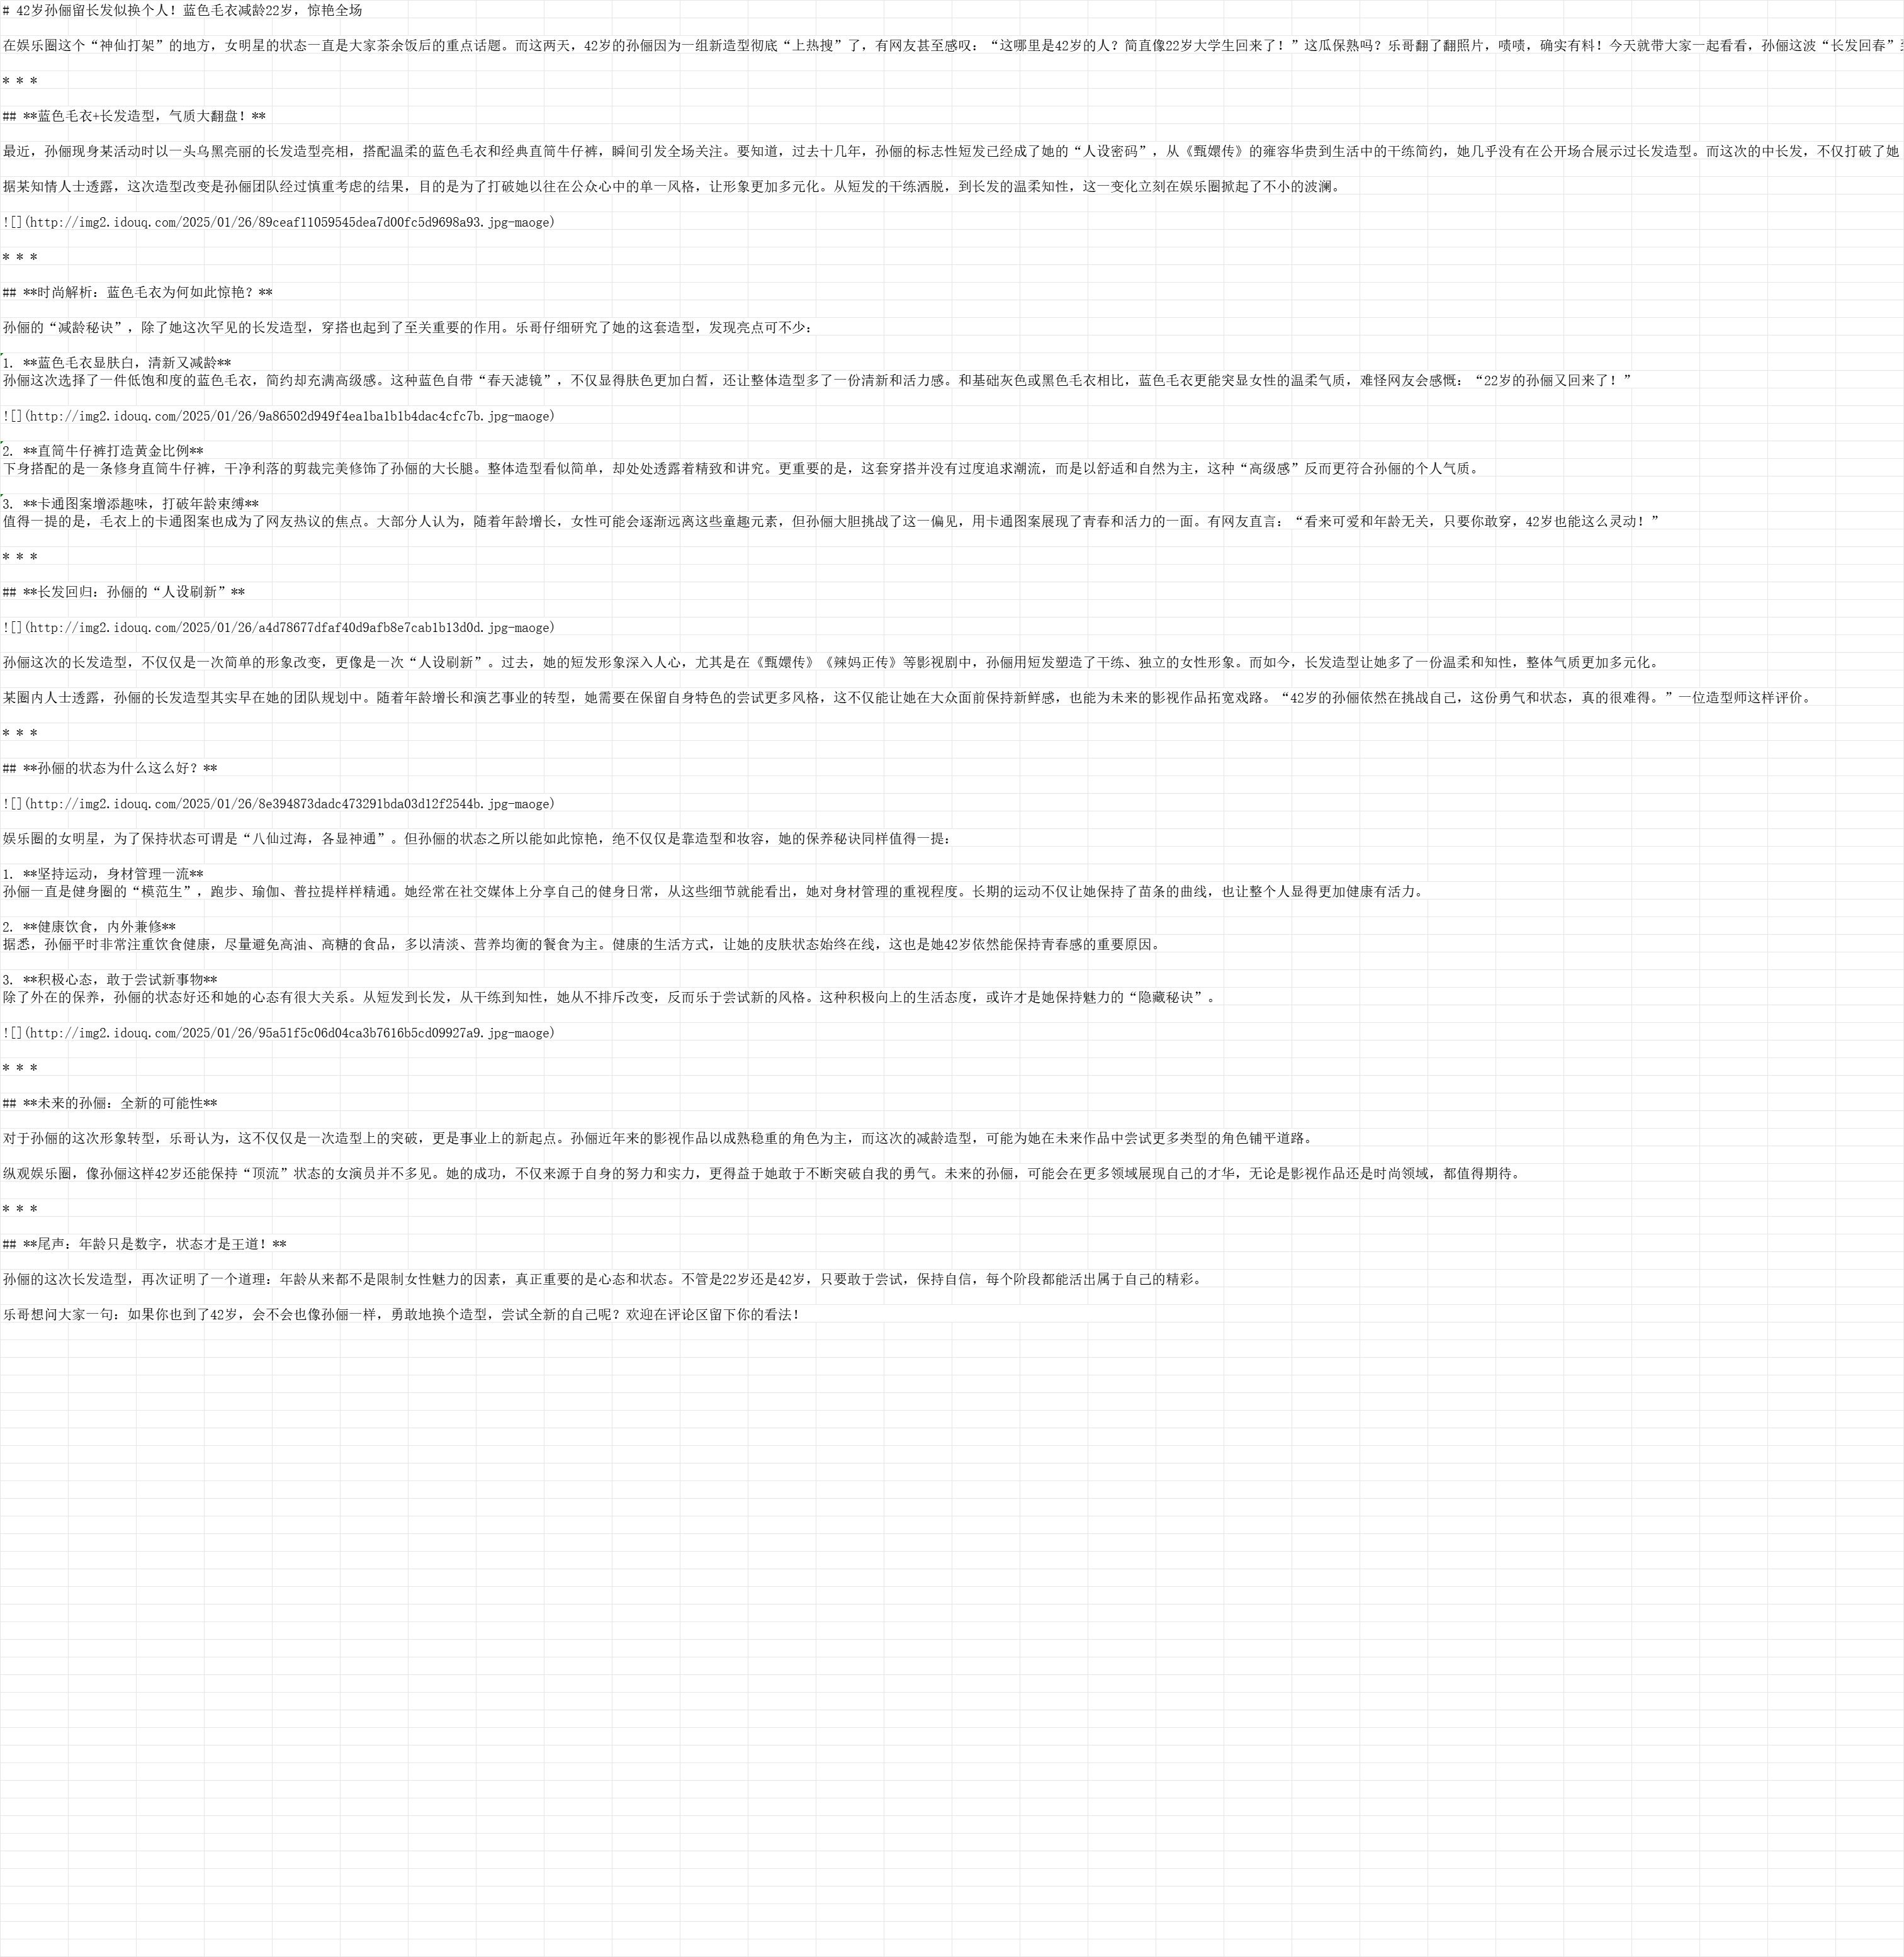 # 42岁孙俪留长发似换个人！蓝色毛衣减龄22岁，惊艳全场
在娱乐圈这个“神仙打架”的地方，女明星的状态一直是大家茶余饭后的重点话题。而这两天，42岁的孙俪因为一组新造型彻底“上热搜”了，有网友甚至感叹：“这哪里是42岁的人？简直像22岁大学生回来了！”这瓜保熟吗？乐哥翻了翻照片，啧啧，确实有料！今天就带大家一起看看，孙俪这波“长发回春”
* * *
## **蓝色毛衣+长发造型，气质大翻盘！**
最近，孙俪现身某活动时以一头乌黑亮丽的长发造型亮相，搭配温柔的蓝色毛衣和经典直筒牛仔裤，瞬间引发全场关注。要知道，过去十几年，孙俪的标志性短发已经成了她的“人设密码”，从《甄嬛传》的雍容华贵到生活中的干练简约，她几乎没有在公开场合展示过长发造型。而这次的中长发，不仅打破了她
据某知情人士透露，这次造型改变是孙俪团队经过慎重考虑的结果，目的是为了打破她以往在公众心中的单一风格，让形象更加多元化。从短发的干练洒脱，到长发的温柔知性，这一变化立刻在娱乐圈掀起了不小的波澜。
![](http://img2.idouq.com/2025/01/26/89ceaf11059545dea7d00fc5d9698a93.jpg-maoge)
* * *
## **时尚解析：蓝色毛衣为何如此惊艳？**
孙俪的“减龄秘诀”，除了她这次罕见的长发造型，穿搭也起到了至关重要的作用。乐哥仔细研究了她的这套造型，发现亮点可不少：
1. **蓝色毛衣显肤白，清新又减龄**
孙俪这次选择了一件低饱和度的蓝色毛衣，简约却充满高级感。这种蓝色自带“春天滤镜”，不仅显得肤色更加白皙，还让整体造型多了一份清新和活力感。和基础灰色或黑色毛衣相比，蓝色毛衣更能突显女性的温柔气质，难怪网友会感慨：“22岁的孙俪又回来了！”
![](http://img2.idouq.com/2025/01/26/9a86502d949f4ea1ba1b1b4dac4cfc7b.jpg-maoge)
2. **直筒牛仔裤打造黄金比例**
下身搭配的是一条修身直筒牛仔裤，干净利落的剪裁完美修饰了孙俪的大长腿。整体造型看似简单，却处处透露着精致和讲究。更重要的是，这套穿搭并没有过度追求潮流，而是以舒适和自然为主，这种“高级感”反而更符合孙俪的个人气质。
3. **卡通图案增添趣味，打破年龄束缚**
值得一提的是，毛衣上的卡通图案也成为了网友热议的焦点。大部分人认为，随着年龄增长，女性可能会逐渐远离这些童趣元素，但孙俪大胆挑战了这一偏见，用卡通图案展现了青春和活力的一面。有网友直言：“看来可爱和年龄无关，只要你敢穿，42岁也能这么灵动！”
* * *
## **长发回归：孙俪的“人设刷新”**
![](http://img2.idouq.com/2025/01/26/a4d78677dfaf40d9afb8e7cab1b13d0d.jpg-maoge)
孙俪这次的长发造型，不仅仅是一次简单的形象改变，更像是一次“人设刷新”。过去，她的短发形象深入人心，尤其是在《甄嬛传》《辣妈正传》等影视剧中，孙俪用短发塑造了干练、独立的女性形象。而如今，长发造型让她多了一份温柔和知性，整体气质更加多元化。
某圈内人士透露，孙俪的长发造型其实早在她的团队规划中。随着年龄增长和演艺事业的转型，她需要在保留自身特色的尝试更多风格，这不仅能让她在大众面前保持新鲜感，也能为未来的影视作品拓宽戏路。“42岁的孙俪依然在挑战自己，这份勇气和状态，真的很难得。”一位造型师这样评价。
* * *
## **孙俪的状态为什么这么好？**
![](http://img2.idouq.com/2025/01/26/8e394873dadc473291bda03d12f2544b.jpg-maoge)
娱乐圈的女明星，为了保持状态可谓是“八仙过海，各显神通”。但孙俪的状态之所以能如此惊艳，绝不仅仅是靠造型和妆容，她的保养秘诀同样值得一提：
1. **坚持运动，身材管理一流**
孙俪一直是健身圈的“模范生”，跑步、瑜伽、普拉提样样精通。她经常在社交媒体上分享自己的健身日常，从这些细节就能看出，她对身材管理的重视程度。长期的运动不仅让她保持了苗条的曲线，也让整个人显得更加健康有活力。
2. **健康饮食，内外兼修**
据悉，孙俪平时非常注重饮食健康，尽量避免高油、高糖的食品，多以清淡、营养均衡的餐食为主。健康的生活方式，让她的皮肤状态始终在线，这也是她42岁依然能保持青春感的重要原因。
3. **积极心态，敢于尝试新事物**
除了外在的保养，孙俪的状态好还和她的心态有很大关系。从短发到长发，从干练到知性，她从不排斥改变，反而乐于尝试新的风格。这种积极向上的生活态度，或许才是她保持魅力的“隐藏秘诀”。
![](http://img2.idouq.com/2025/01/26/95a51f5c06d04ca3b7616b5cd09927a9.jpg-maoge)
* * *
## **未来的孙俪：全新的可能性**
对于孙俪的这次形象转型，乐哥认为，这不仅仅是一次造型上的突破，更是事业上的新起点。孙俪近年来的影视作品以成熟稳重的角色为主，而这次的减龄造型，可能为她在未来作品中尝试更多类型的角色铺平道路。
纵观娱乐圈，像孙俪这样42岁还能保持“顶流”状态的女演员并不多见。她的成功，不仅来源于自身的努力和实力，更得益于她敢于不断突破自我的勇气。未来的孙俪，可能会在更多领域展现自己的才华，无论是影视作品还是时尚领域，都值得期待。
* * *
## **尾声：年龄只是数字，状态才是王道！**
孙俪的这次长发造型，再次证明了一个道理：年龄从来都不是限制女性魅力的因素，真正重要的是心态和状态。不管是22岁还是42岁，只要敢于尝试，保持自信，每个阶段都能活出属于自己的精彩。
乐哥想问大家一句：如果你也到了42岁，会不会也像孙俪一样，勇敢地换个造型，尝试全新的自己呢？欢迎在评论区留下你的看法！